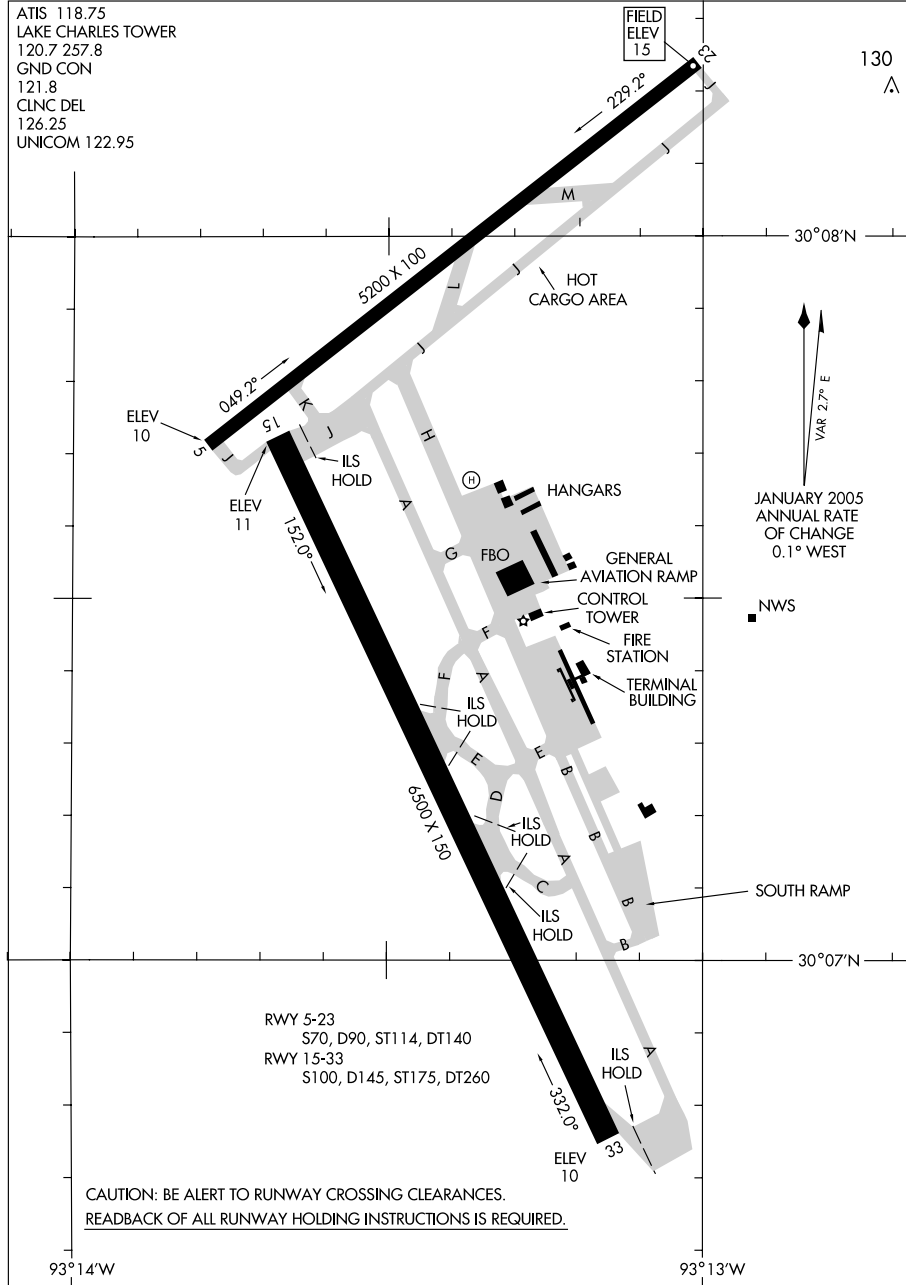 ATIS 118.75
LAKE CHARLES TOWER
120.7 257.8
GND CON
121.8
CLNC DEL
126.25
UNICOM 122.95
FIELD
ELEV
15
23
130
229.2°
J
J
M
30°08'N
5200 X 100
L
J
HOT
CARGO AREA
J
VAR 2.7° E
049.2°
K
ELEV
10
5
15
J
J
H
ILS
HOLD
ELEV
11
H
HANGARS
A
JANUARY 2005
ANNUAL RATE
OF CHANGE
0.1° WEST
152.0°
G
FBO
GENERAL
AVIATION RAMP
CONTROL
TOWER
NWS
F
FIRE
STATION
F
A
TERMINAL
BUILDING
ILS
HOLD
E
E
B
D
6500 X 150
ILS
HOLD
B
A
C
SOUTH RAMP
B
ILS
HOLD
B
30°07'N
RWY 5-23
S70, D90, ST114, DT140
RWY 15-33
S100, D145, ST175, DT260
A
ILS
HOLD
332.0°
33
ELEV
10
CAUTION: BE ALERT TO RUNWAY CROSSING CLEARANCES.
READBACK OF ALL RUNWAY HOLDING INSTRUCTIONS IS REQUIRED.
93°14'W
93°13'W